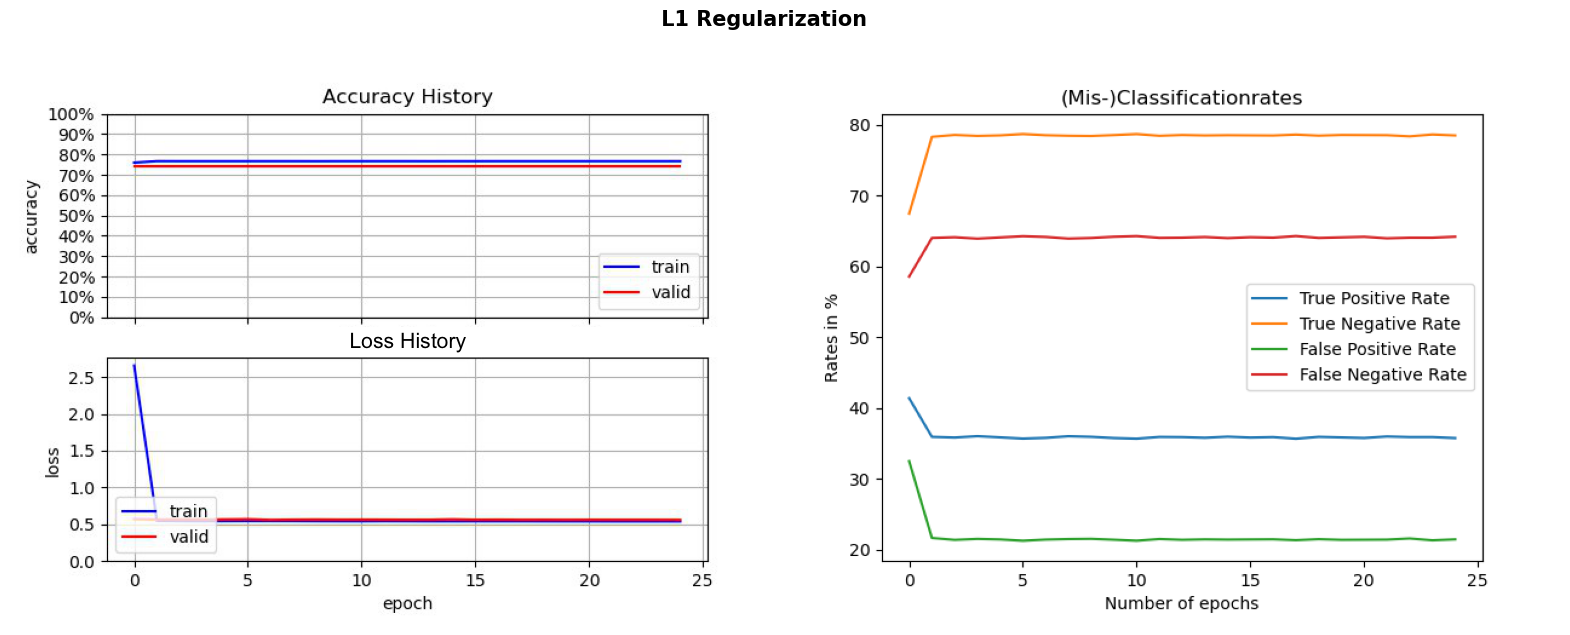 L1 Regularization
Accuracy History
100%
90%
80%
70%
60%
50%
40%
30%
20%
10%
0%
accuracy
train
valid
Loss History
2.5
2.0
1.5
1.0
0.5
0.0
loss
train
valid
0 5 10 15 20 25
epoch
(Mis-)Classificationrates
80
70
60
50
40
30
20
Rates in %
True Positive Rate
True Negative Rate
False Positive Rate
False Negative Rate
0 5 10 15 20 25
Number of epochs